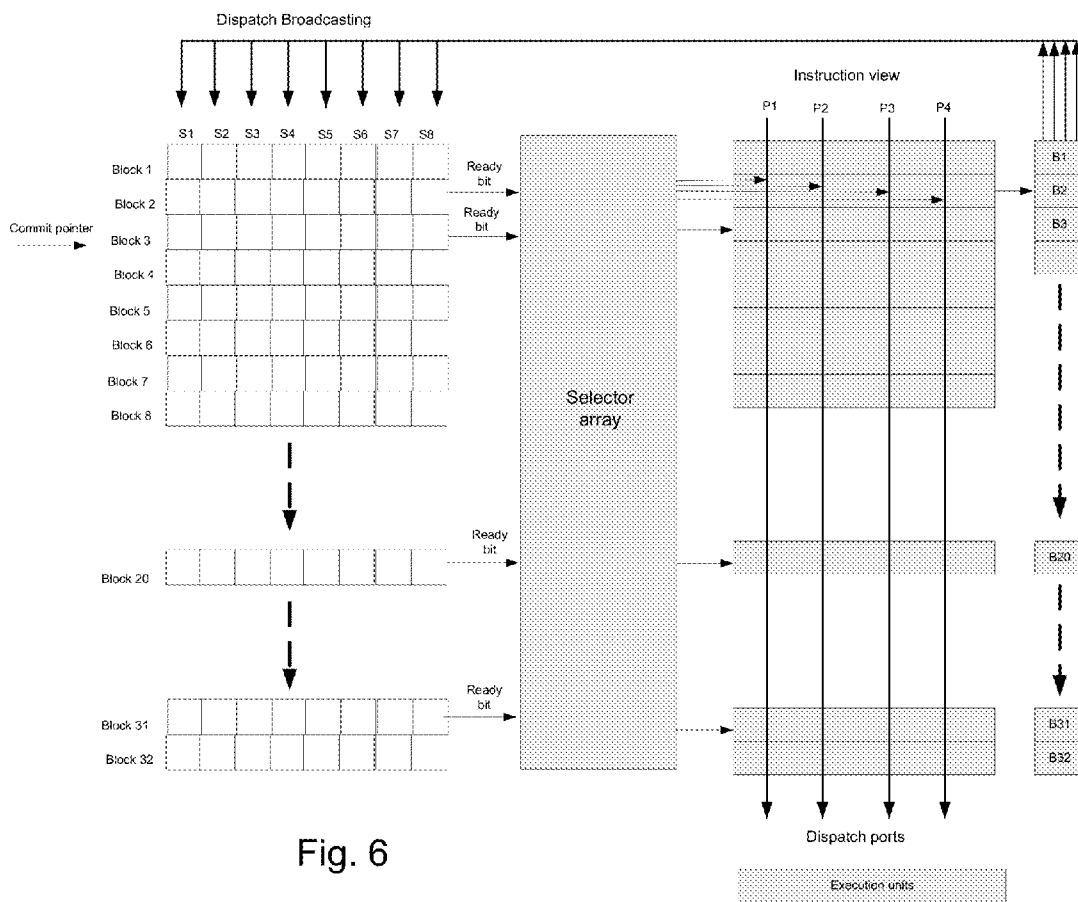 Dispatch Broadcasting
Instruction view
P1 P2 P3 P4
S1 S2 S3 S4 S5 S6 S7 S8
Block 1
Block 2
Block 3
Block 4
Block 5
Block 6
Block 7
Block 8
Commit pointer
Ready
bit
Ready
bit
Selector
array
B1
B2
B3
Block 20
Ready
bit
B20
Block 31
Block 32
Ready
bit
B31
B32
Dispatch ports
Fig. 6
Execution units